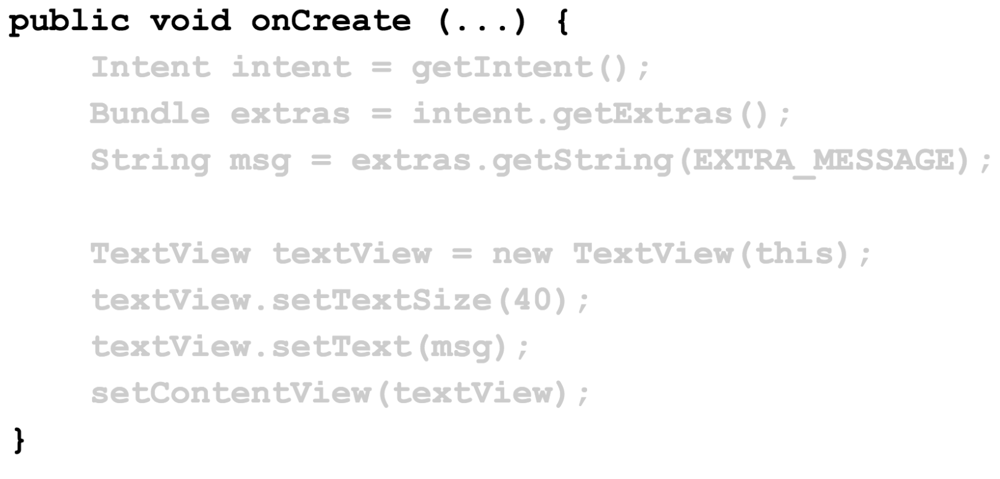 public void onCreate (...) {
    Intent intent = getIntent();
    Bundle extras = intent.getExtras();
    String msg = extras.getString(EXTRA_MESSAGE);

    TextView textView = new TextView(this);
    textView.setTextSize(40);
    textView.setText(msg);
    setContentView(textView);
}